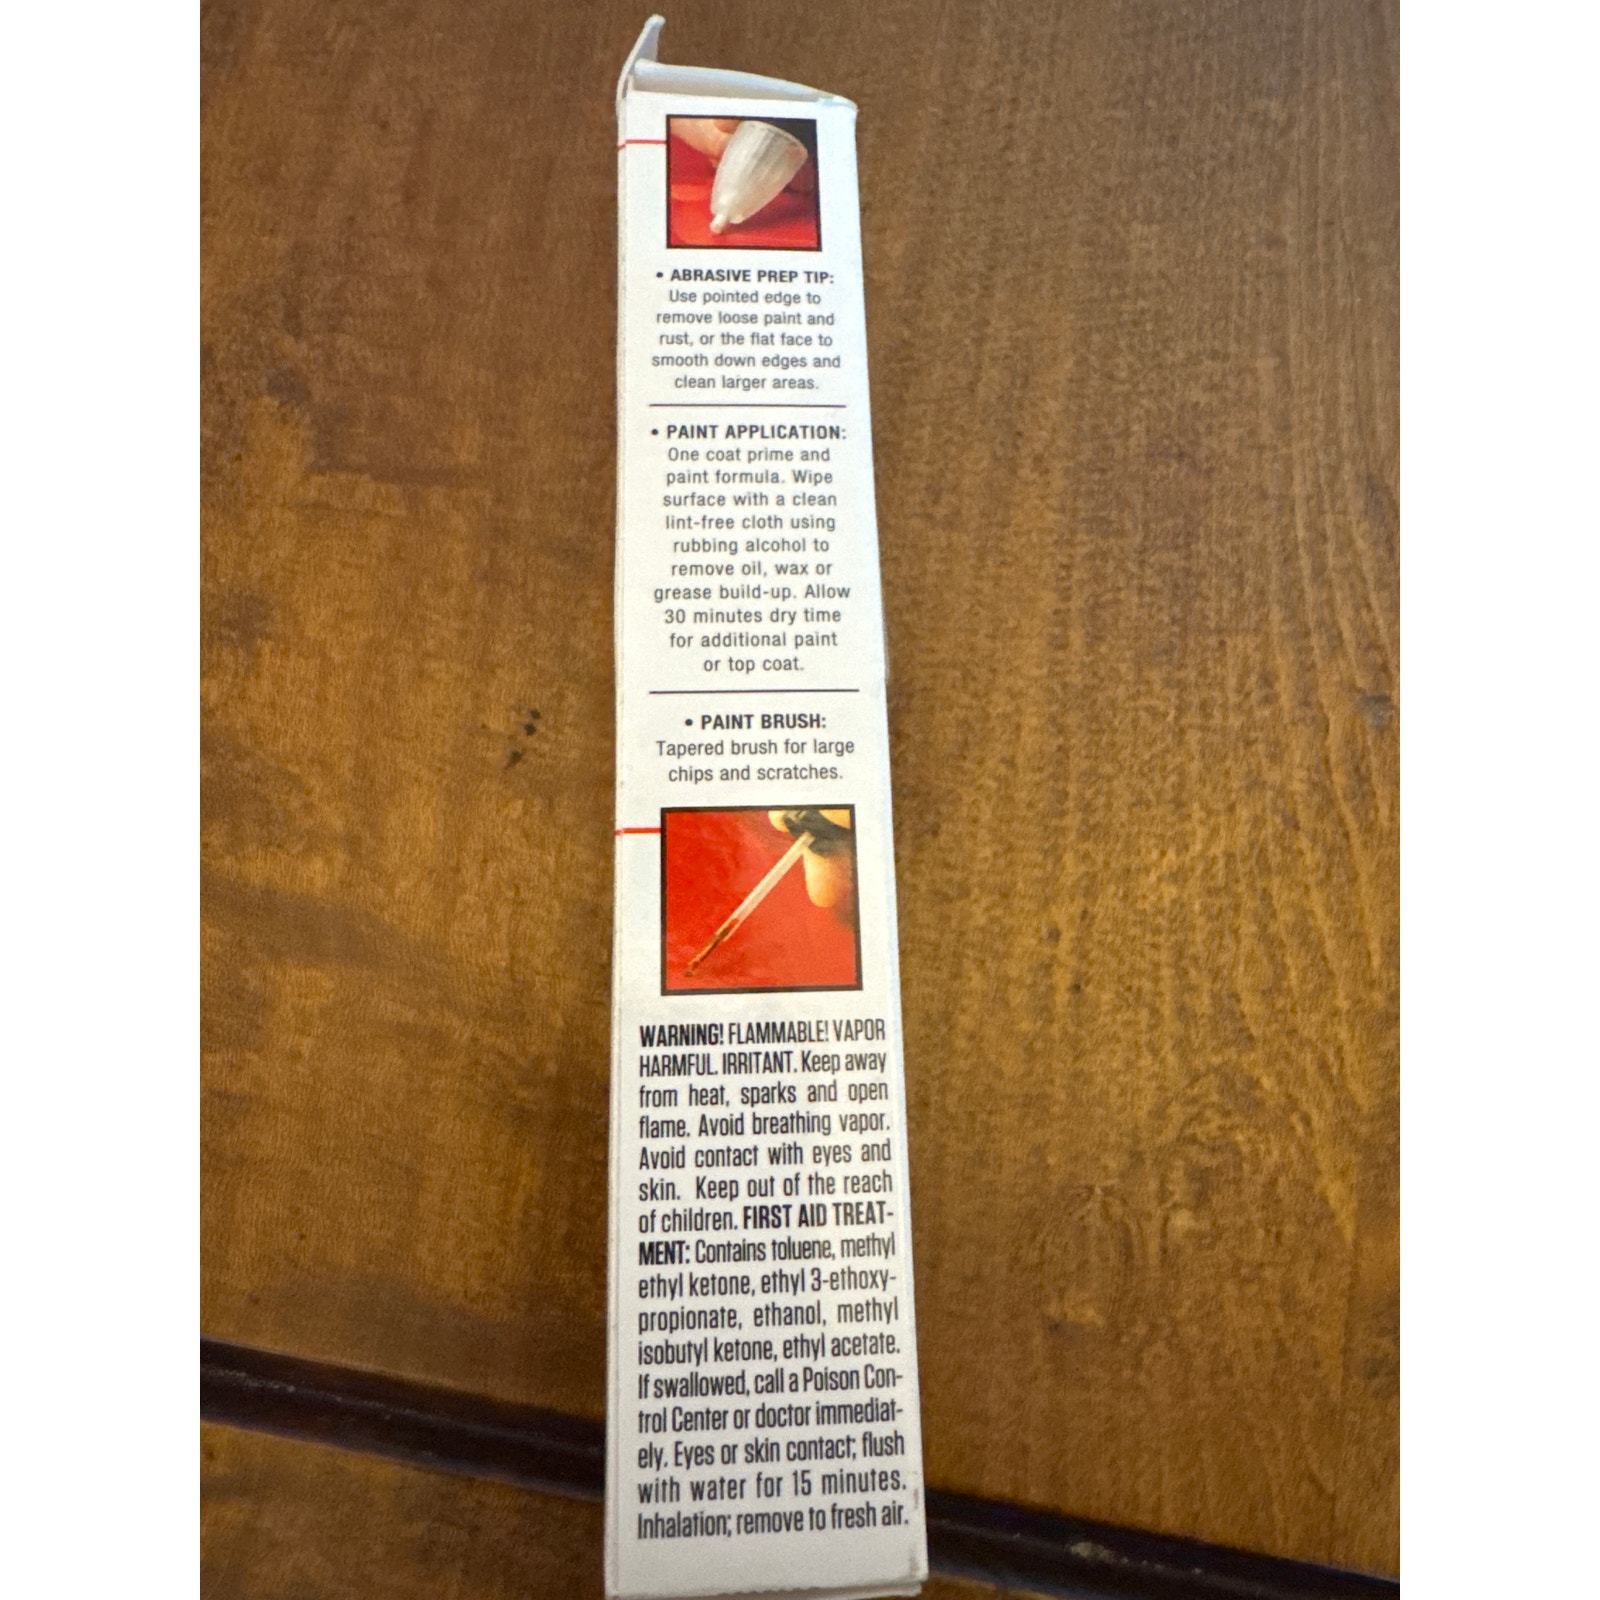 • ABRASIVE PREP TIP:
Use pointed edge to
remove loose paint and
rust, or the flat face to
smooth down edges and
clean larger areas.
• PAINT APPLICATION:
One coat prime and
paint formula. Wipe
surface with a clean
lint-free cloth using
rubbing alcohol to
remove oil, wax or
grease build-up. Allow
30 minutes dry time
for additional paint
or top coat.
• PAINT BRUSH:
Tapered brush for large
chips and scratches.
WARNING! FLAMMABLE! VAPOR
HARMFUL. IRRITANT. Keep away
from heat, sparks and open
flame. Avoid breathing vapor.
Avoid contact with eyes and
skin. Keep out of the reach
of children. FIRST AID TREAT-
MENT: Contains toluene, methyl
ethyl ketone, ethyl 3-ethoxy-
propionate, ethanol, methyl
isobutyl ketone, ethyl acetate.
If swallowed, call a Poison Con-
trol Center or doctor immediat-
ely. Eyes or skin contact; flush
with water for 15 minutes.
Inhalation; remove to fresh air.